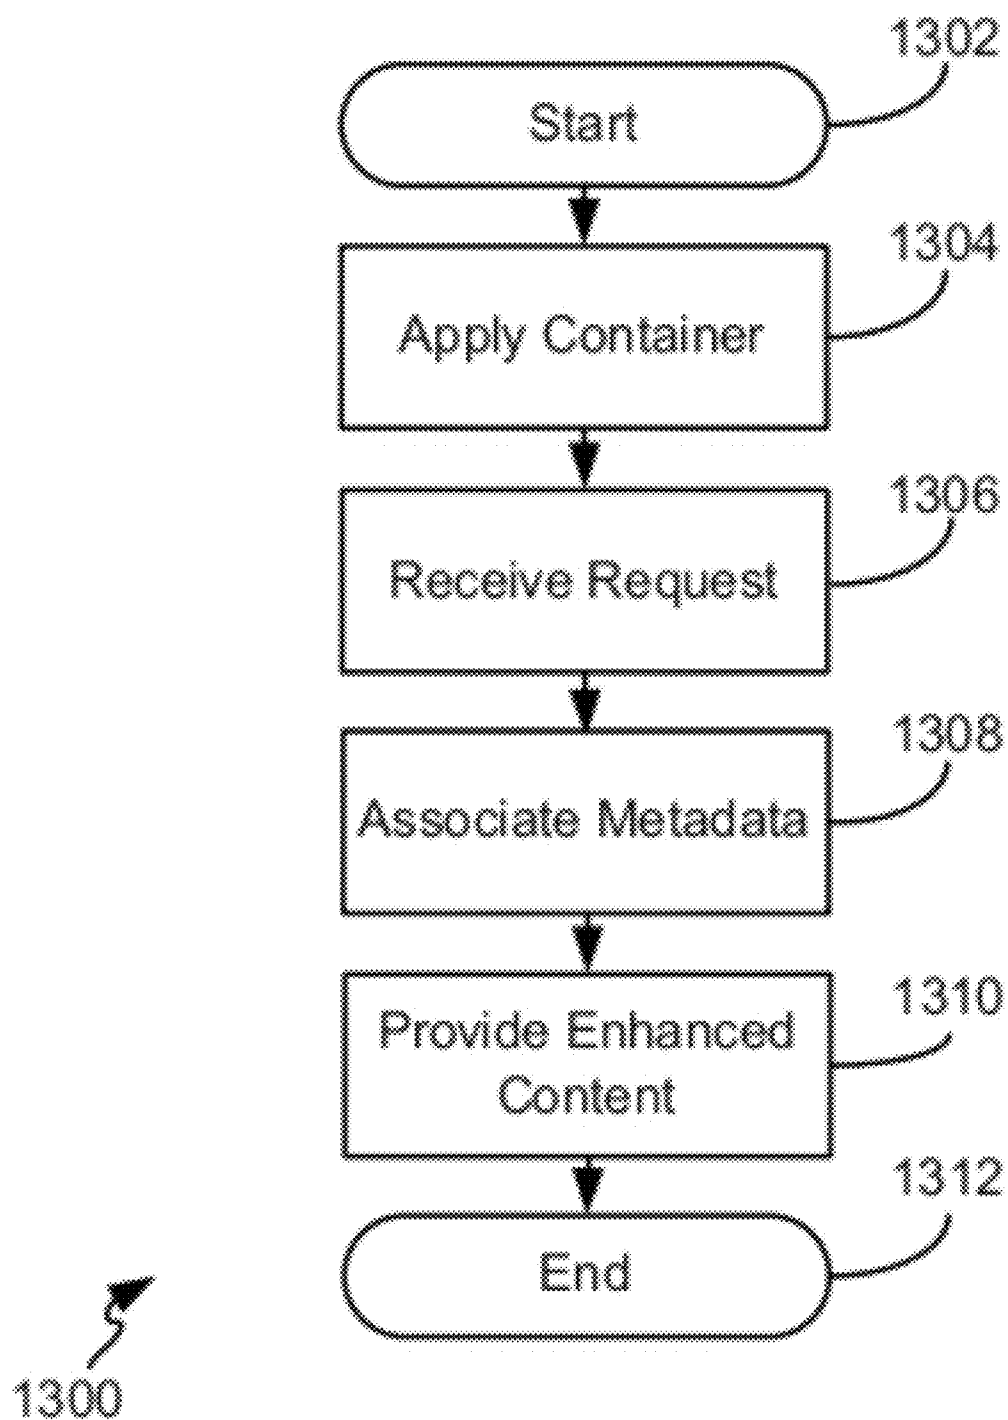 1302
Start
1304
Apply Container
1306
Receive Request
1308
Associate Metadata
1310
Provide Enhanced
Content
1312
End
1300